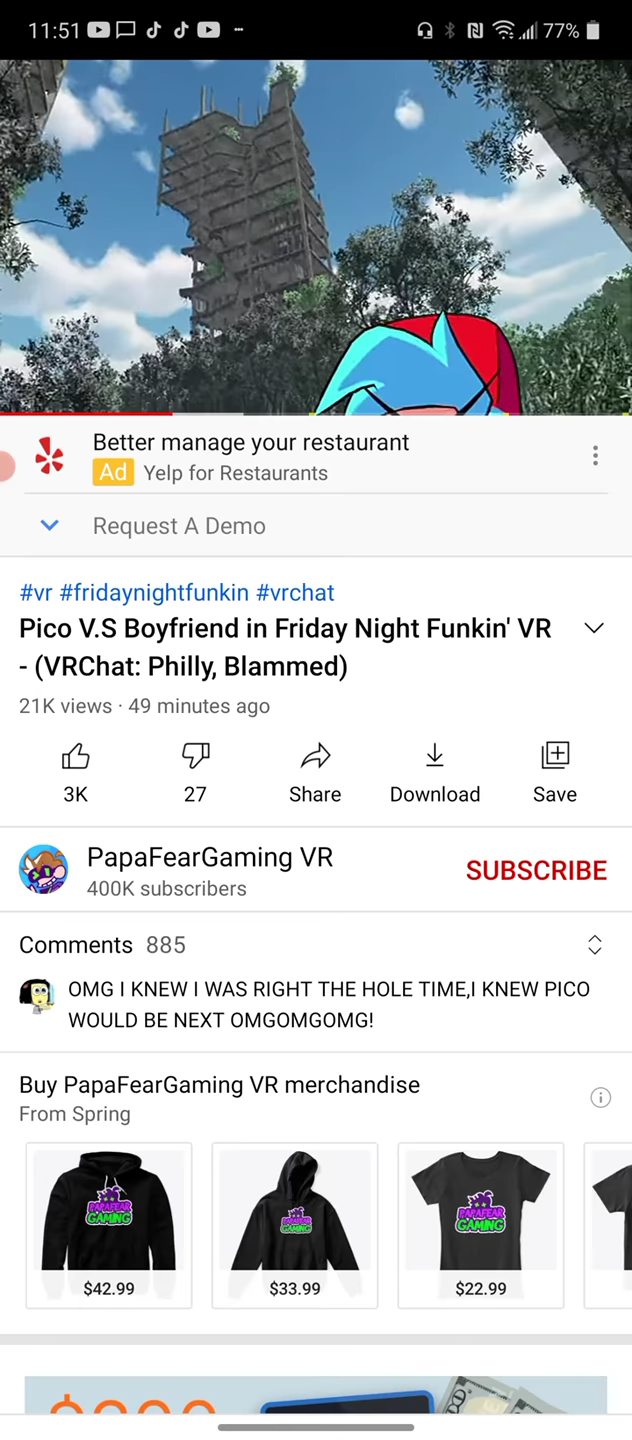 11:51
77%
Better manage your restaurant
Ad Yelp for Restaurants
Request A Demo
#vr #fridaynightfunkin #vrchat
Pico V.S Boyfriend in Friday Night Funkin' VR
- (VRChat: Philly, Blammed)
21K views · 49 minutes ago
3K 27 Share Download Save
PapaFearGaming VR
400K subscribers
SUBSCRIBE
Comments 885
OMG I KNEW I WAS RIGHT THE HOLE TIME,I KNEW PICO
WOULD BE NEXT OMGOMGOMG!
Buy PapaFearGaming VR merchandise
From Spring
PAPAFEAR
GAMING
PAPAFEAR
GAMING
PAPAFEAR
GAMING
$42.99 $33.99 $22.99